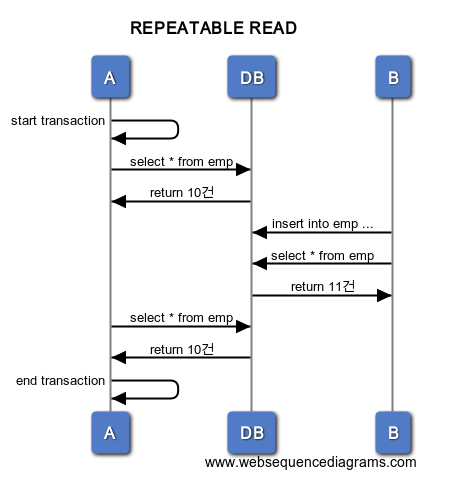 REPEATABLE READ
A
DB
B
start transaction
select * from emp
return 10건
insert into emp ...
select * from emp
return 11건
select * from emp
return 10건
end transaction
A
DB
B
www.websequencediagrams.com